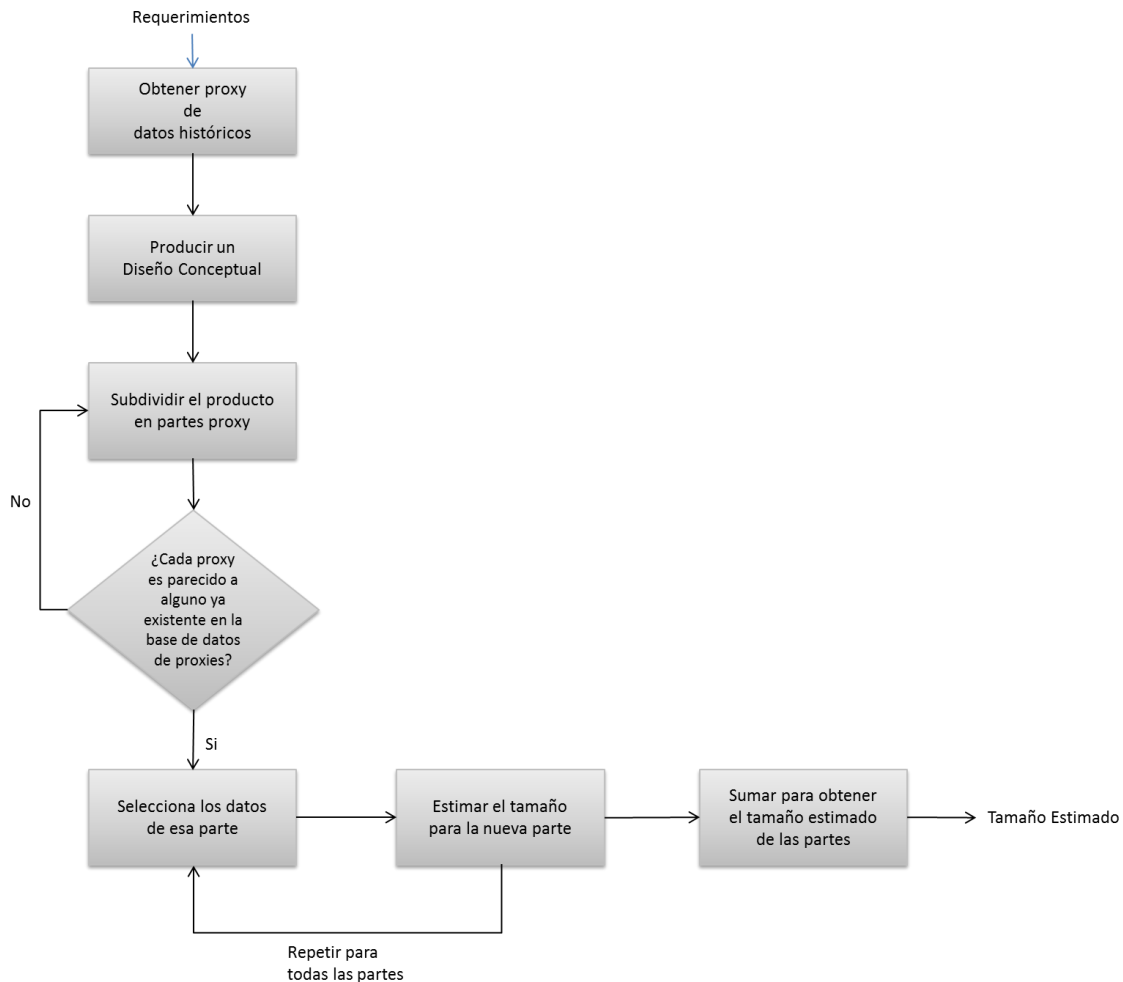 Requerimientos
Obtener proxy
de
datos históricos
Producir un
Diseño Conceptual
Subdividir el producto
en partes proxy
No
¿Cada proxy
es parecido a
alguno ya
existente en la
base de datos
de proxies?
Si
Selecciona los datos
de esa parte
Estimar el tamaño
para la nueva parte
Sumar para obtener
el tamaño estimado
de las partes
Tamaño Estimado
Repetir para
todas las partes